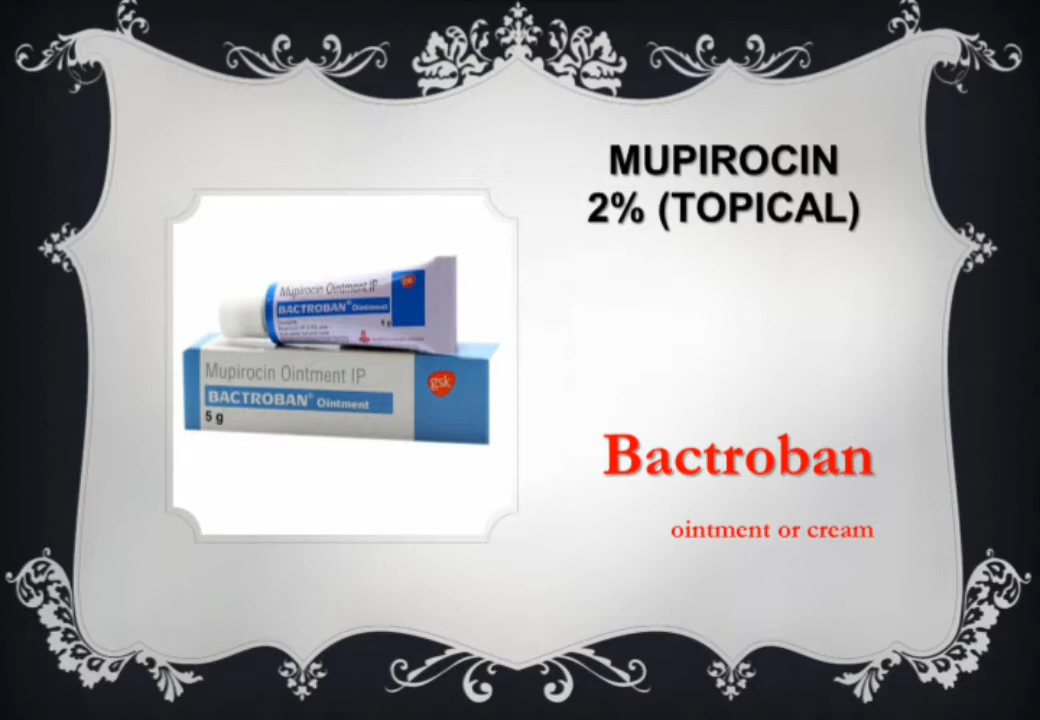 MUPIROCIN
2% (TOPICAL)
Mupirocin Ointment IP
BACTROBAN® Ointment
5 g
gsk
Mupirocin Ointment IP
BACTROBAN® Ointment
5 g
gsk
Bactroban
ointment or cream